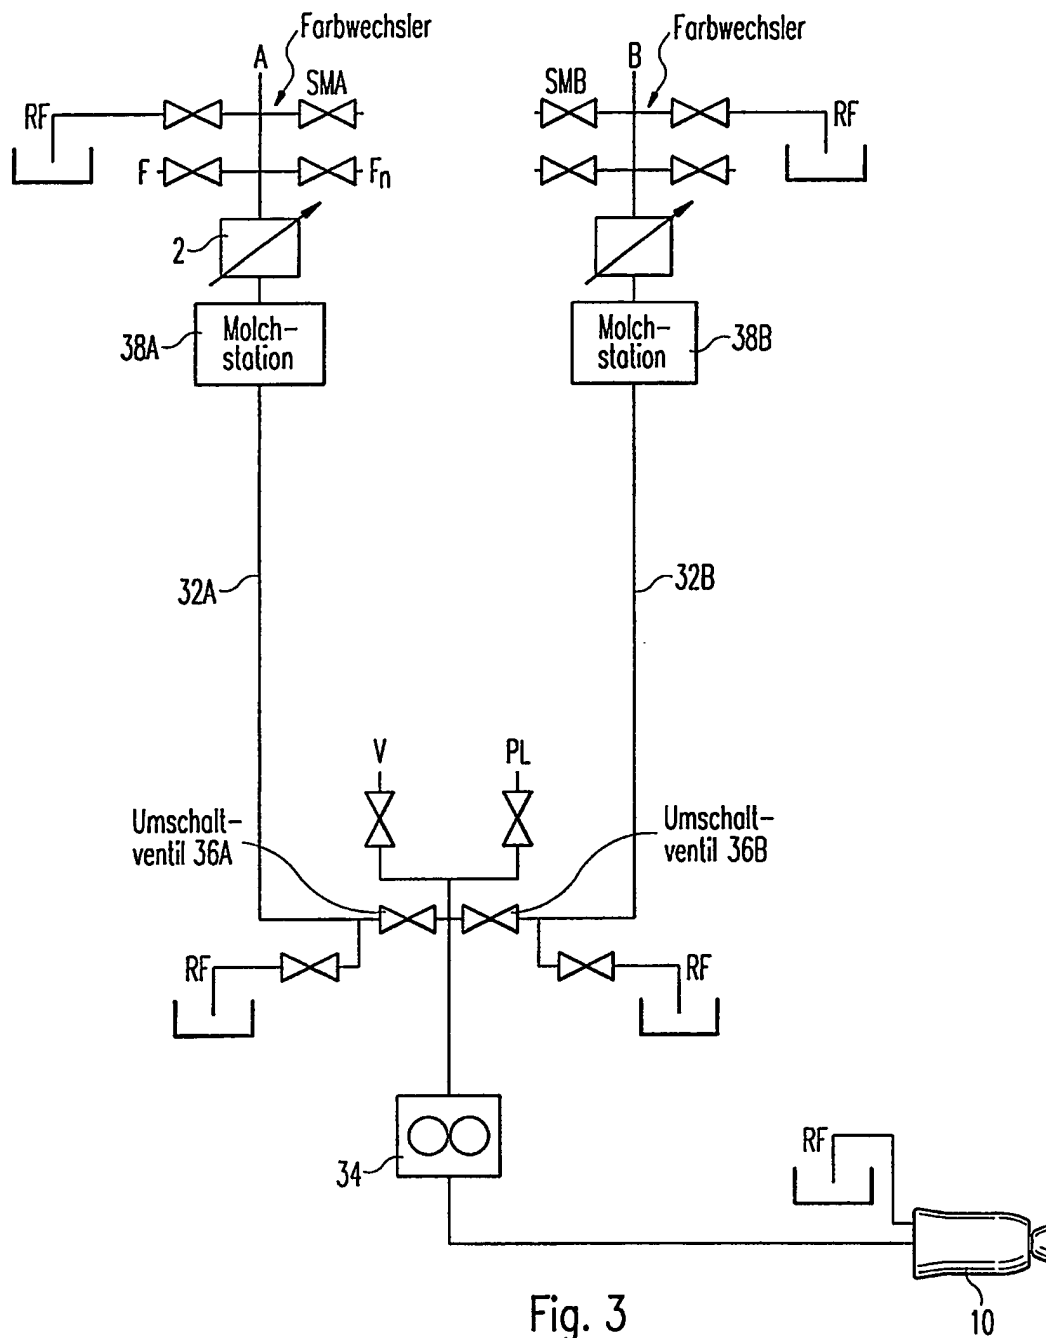 Farbwechsler
Farbwechsler
A
B
SMA
SMB
RF
RF
F
Fn
2
38A
Molch-
station
Molch-
station
38B
32A
32B
V
PL
Umschalt-
ventil 36A
Umschalt-
ventil 36B
RF
RF
34
RF
10
Fig. 3